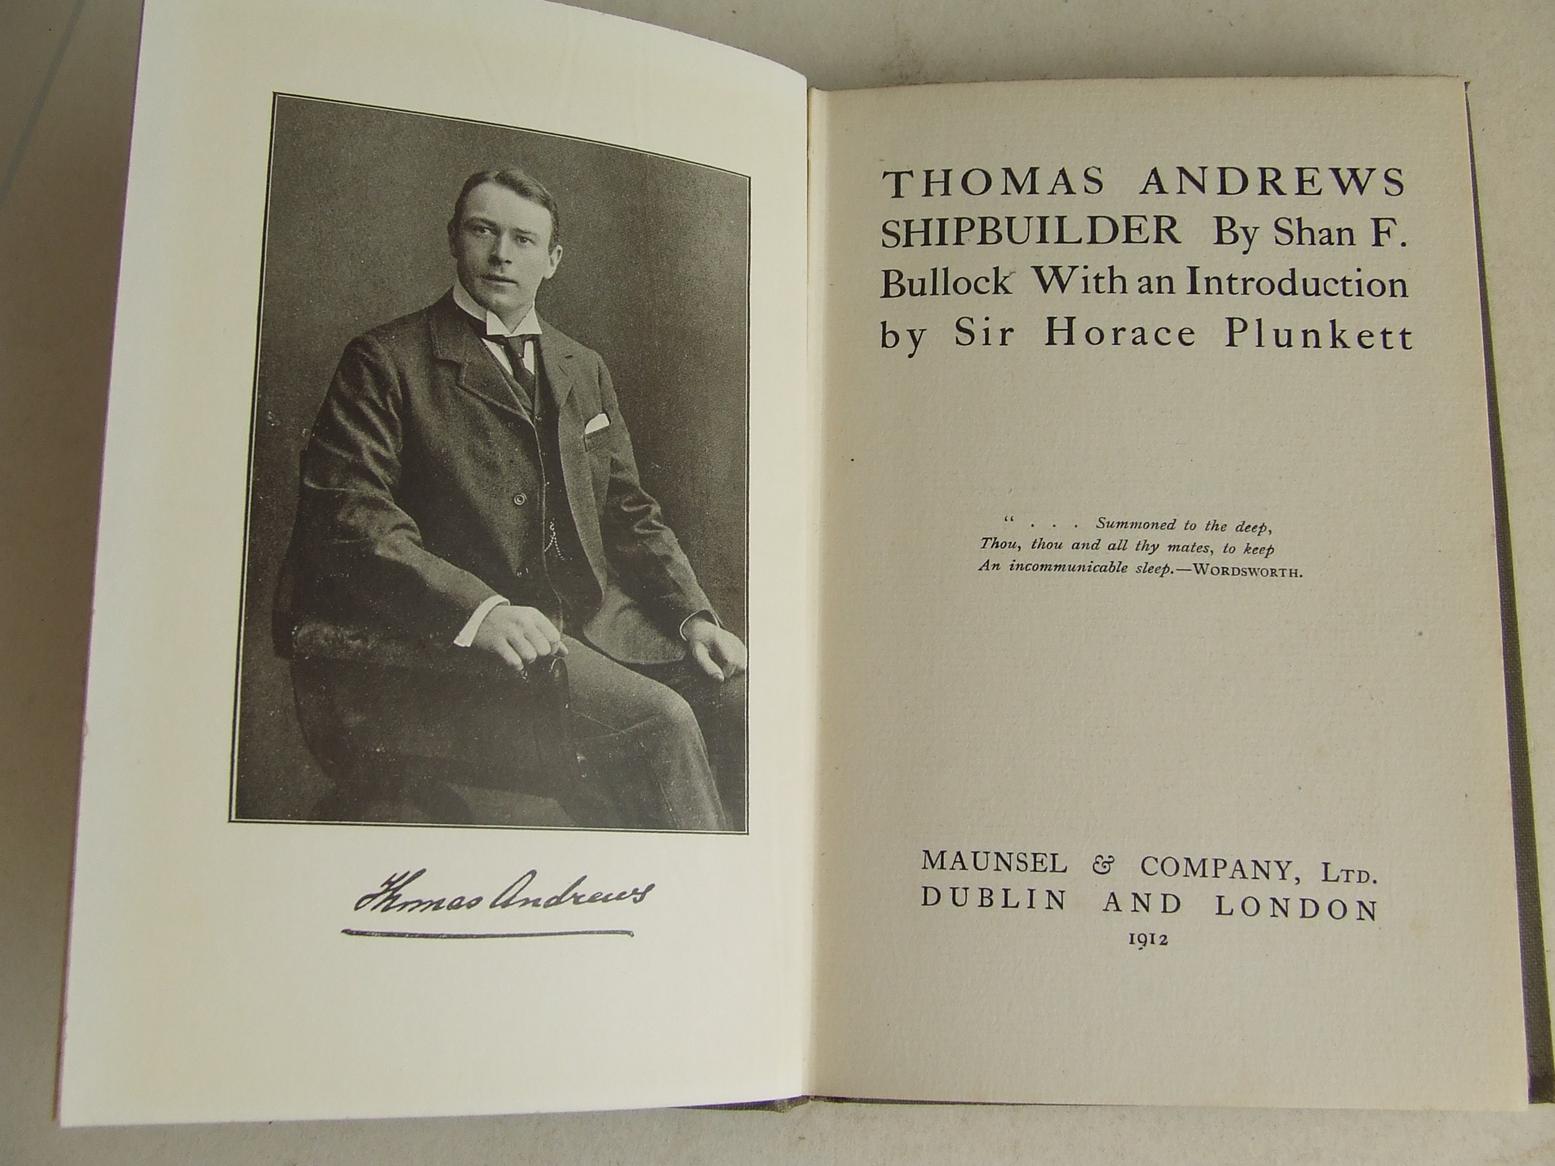 Thomas Andrews
THOMAS ANDREWS
SHIPBUILDER By Shan F.
Bullock With an Introduction
by Sir Horace Plunkett
“ . . . Summoned to the deep,
Thou, thou and all thy mates, to keep
An incommunicable sleep.—WORDSWORTH.
MAUNSEL & COMPANY, LTD.
DUBLIN AND LONDON
1912